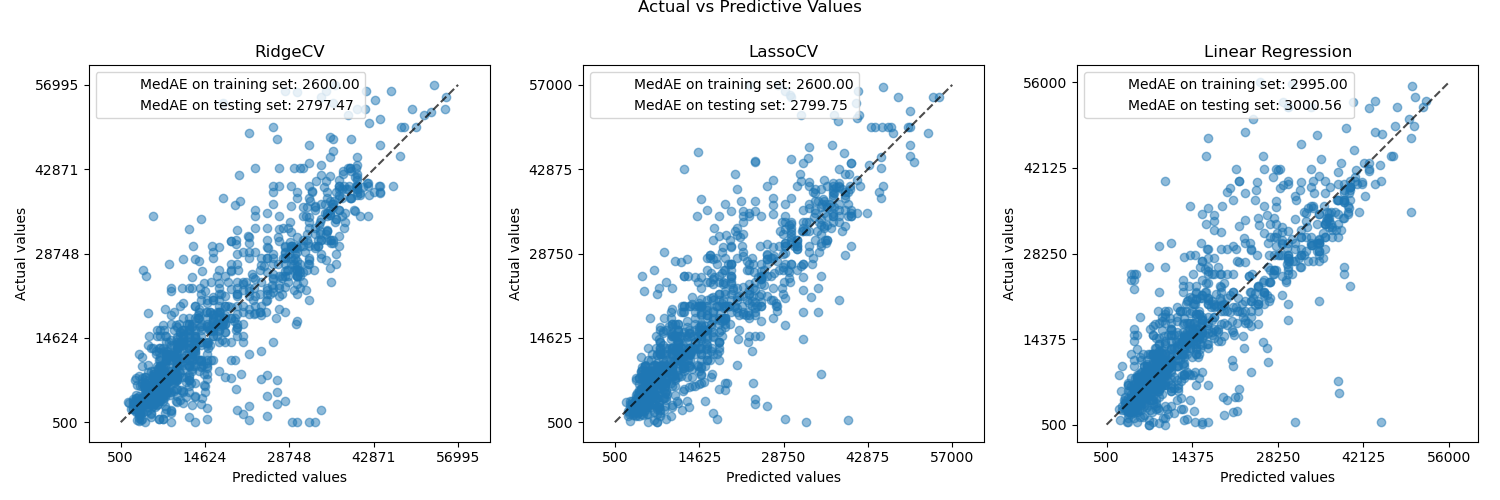 Actual vs Predictive Values
RidgeCV
MedAE on training set: 2600.00
MedAE on testing set: 2797.47
56995
42871
28748
14624
500
Actual values
500 14624 28748 42871 56995
Predicted values
LassoCV
MedAE on training set: 2600.00
MedAE on testing set: 2799.75
57000
42875
28750
14625
500
Actual values
500 14625 28750 42875 57000
Predicted values
Linear Regression
MedAE on training set: 2995.00
MedAE on testing set: 3000.56
56000
42125
28250
14375
500
Actual values
500 14375 28250 42125 56000
Predicted values